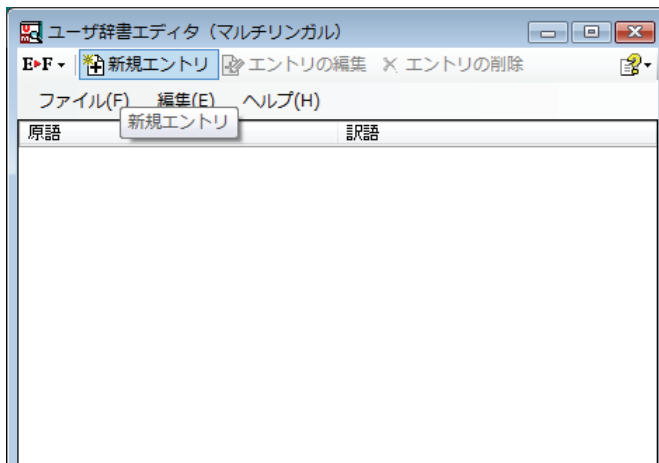 ユーザ辞書エディタ（マルチリンガル）
E▸F 新規エントリ エントリの編集 エントリの削除
ファイル(F) 編集(E) ヘルプ(H)
新規エントリ
原語 訳語